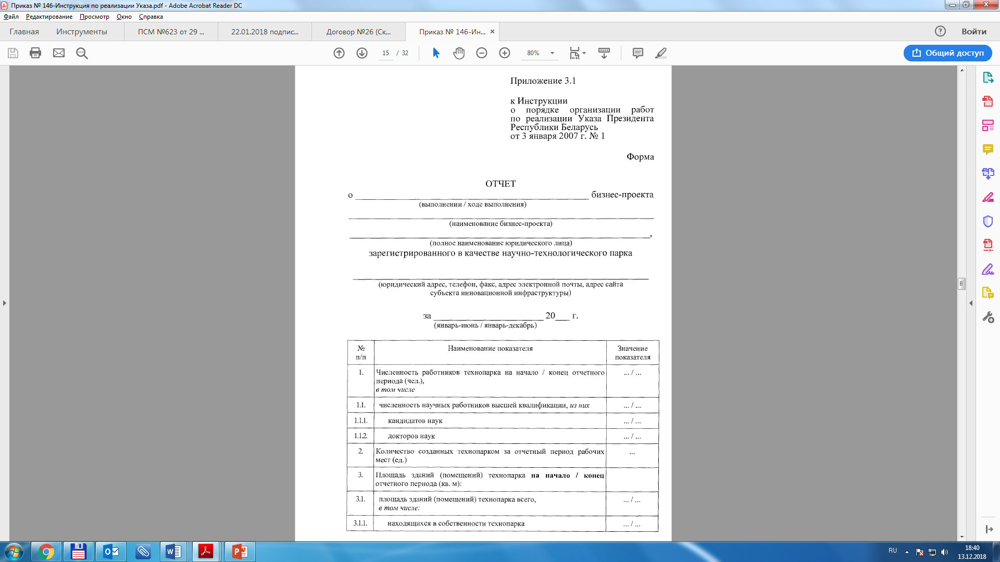 Приказ № 146-Инструкция по реализации Указа.pdf - Adobe Acrobat Reader DC
Файл Редактирование Просмотр Окно Справка
Главная Инструменты ПСМ №623 от 29 ... 22.01.2018 подпис... Договор №26 (Ск... Приказ № 146-Ин... Войти
15 / 32 80% Общий доступ
Приложение 3.1
к Инструкции
о порядке организации работ
по реализации Указа Президента
Республики Беларусь
от 3 января 2007 г. № 1
Форма
ОТЧЕТ
о ____________ бизнес-проекта
(выполнении / ходе выполнения)
(наименование бизнес-проекта)
____________,
(полное наименование юридического лица)
зарегистрированного в качестве научно-технологического парка
(юридический адрес, телефон, факс, адрес электронной почты, адрес сайта
субъекта инновационной инфраструктуры)
за ____________ 20___ г.
(январь-июнь / январь-декабрь)
№ Наименование показателя Значение
п/п показателя
1. Численность работников технопарка на начало / конец отчетного ... / ...
периода (чел.),
в том числе
1.1. численность научных работников высшей квалификации, из них ... / ...
1.1.1. кандидатов наук ... / ...
1.1.2. докторов наук ... / ...
2. Количество созданных технопарком за отчетный период рабочих ...
мест (ед.)
3. Площадь зданий (помещений) технопарка на начало / конец
отчетного периода (кв. м):
3.1. площадь зданий (помещений) технопарка всего, ... / ...
в том числе:
3.1.1. находящихся в собственности технопарка ... / ...
RU 18:40
13.12.2018